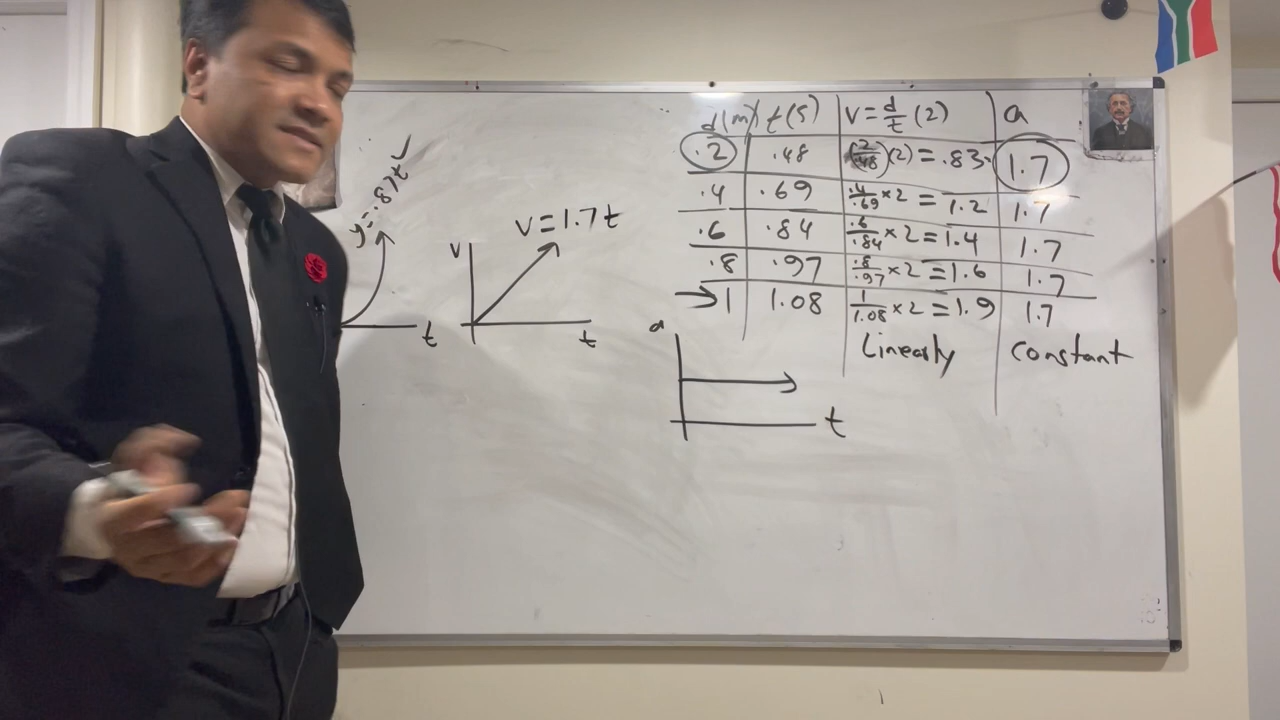 d(m) t(s) V=d/t (2) a
.2 .48 (.2/.48)(2)=.83 1.7
.4 .69 .4/.69 ×2=1.2 1.7
.6 .84 .6/.84 ×2=1.4 1.7
.8 .97 .8/.97 ×2=1.6 1.7
→1 1.08 1/1.08 ×2=1.9 1.7
Linearly constant
t
V V=1.7t
t
a
t